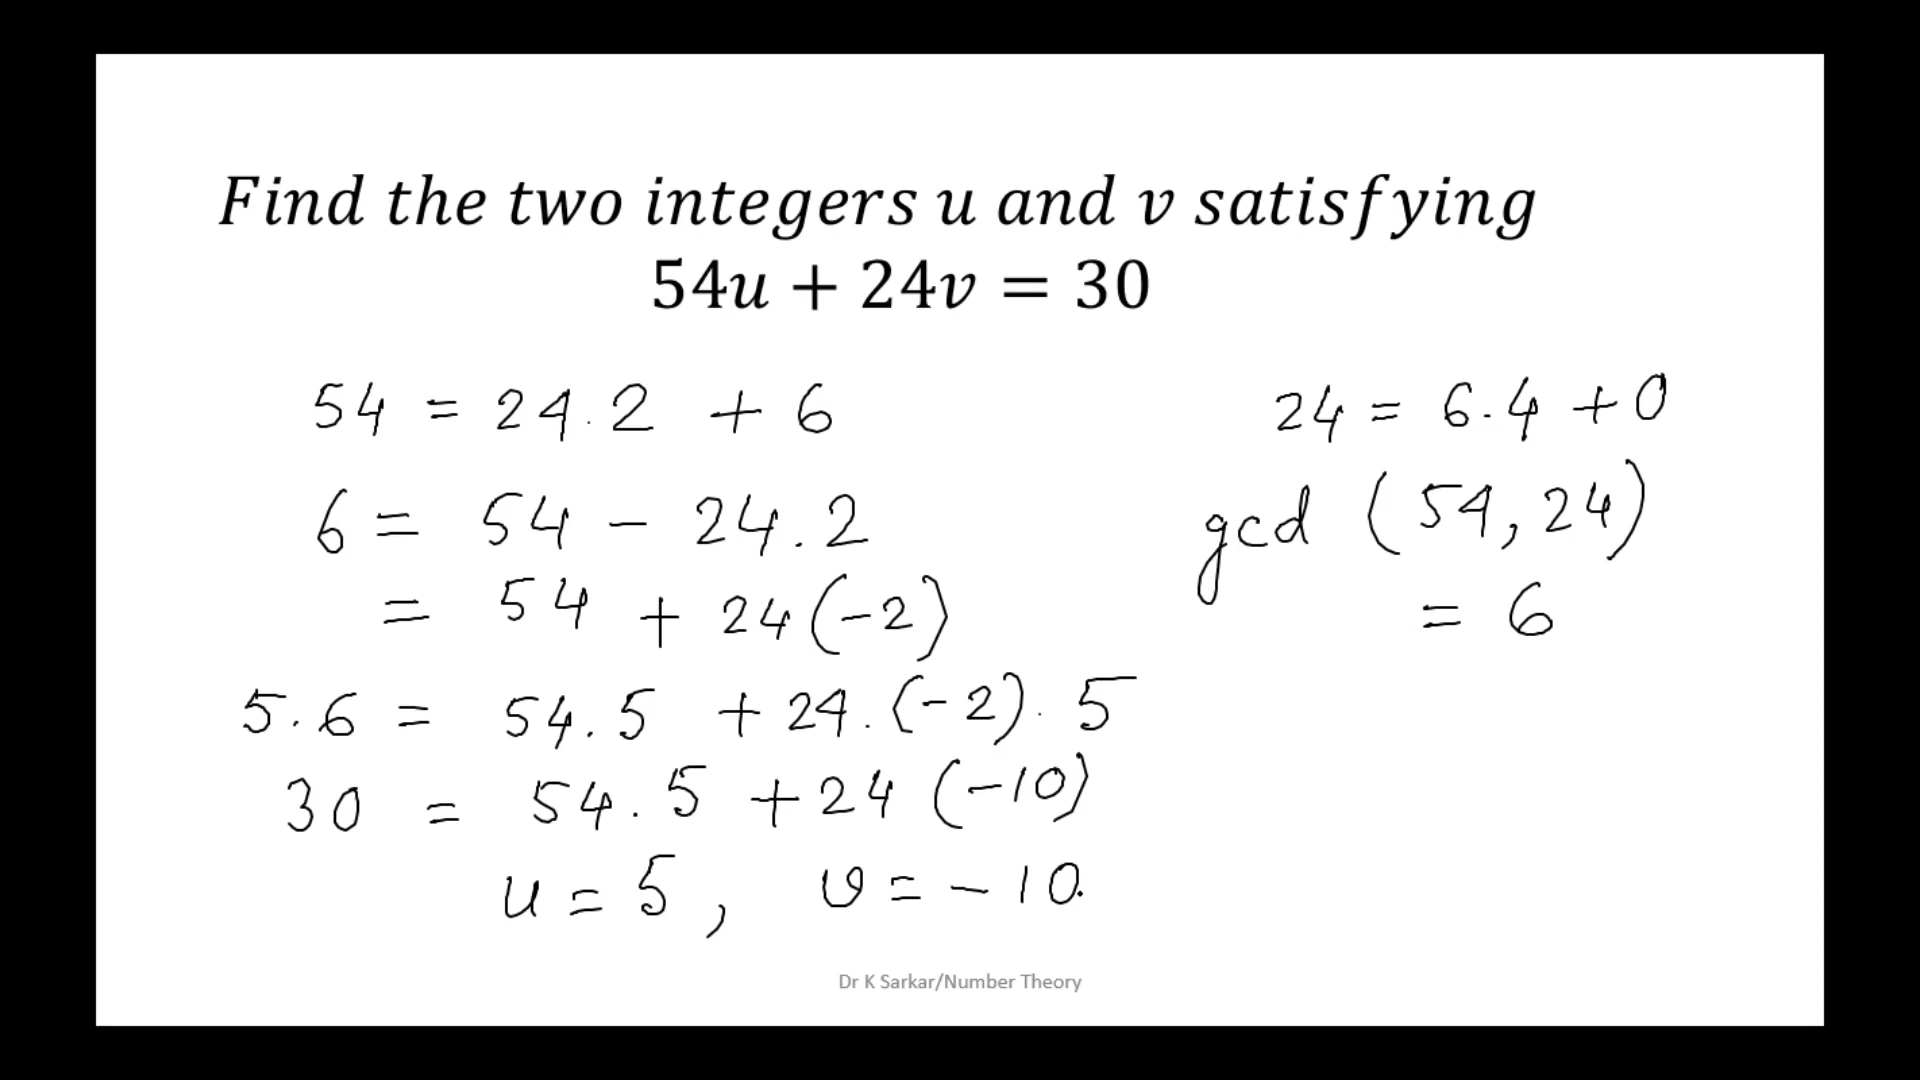 Find the two integers u and v satisfying
54u + 24v = 30
54 = 24.2 + 6
6 = 54 - 24.2
= 54 + 24(-2)
5.6 = 54.5 + 24.(-2).5
30 = 54.5 + 24(-10)
u = 5, v = -10.
24 = 6.4 + 0
gcd (54, 24)
= 6
Dr K Sarkar/Number Theory